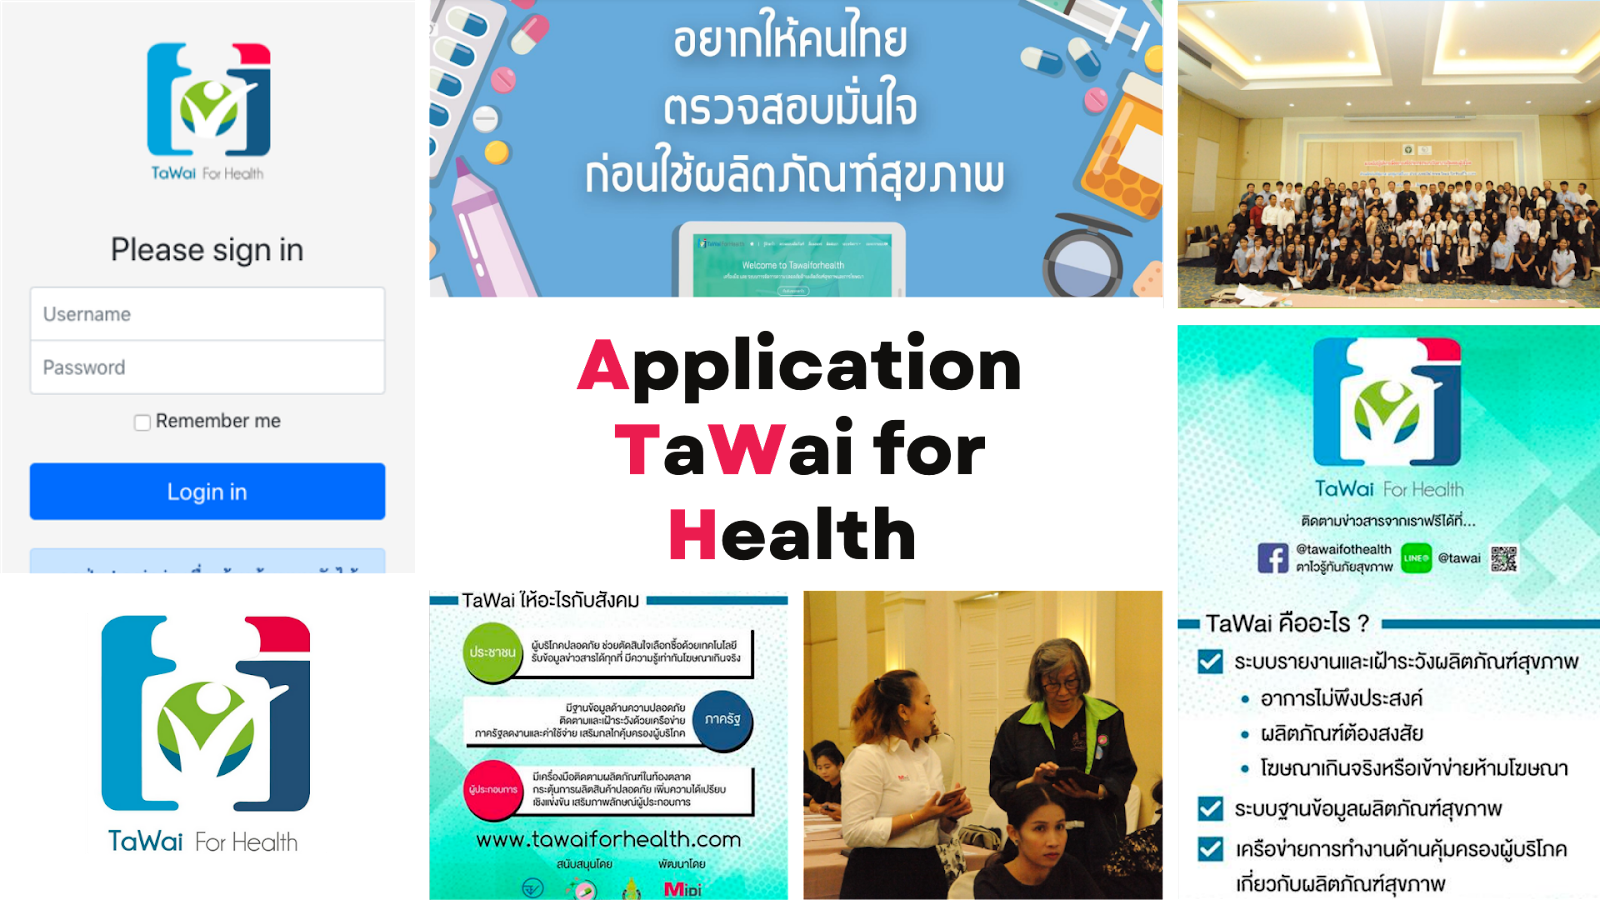 TaWai For Health
Please sign in
Username
Password
Remember me
Login in
TaWai For Health
อยากให้คนไทย
ตรวจสอบมั่นใจ
ก่อนใช้ผลิตภัณฑ์สุขภาพ
Welcome to Tawaiforhealth
Application
TaWai for
Health
TaWai ให้อะไรกับสังคม
ประชาชน
ผู้บริโภคปลอดภัย ช่วยตัดสินใจเลือกซื้อด้วยเทคโนโลยี
รับข้อมูลข่าวสารได้ทุกที่ มีความรู้เท่าทันโฆษณาเกินจริง
มีฐานข้อมูลด้านความปลอดภัย
ติดตามและเฝ้าระวังด้วยเครือข่าย
ภาครัฐลดงานและค่าใช้จ่าย เสริมกลไกคุ้มครองผู้บริโภค
ภาครัฐ
ผู้ประกอบการ
มีเครื่องมือติดตามผลิตภัณฑ์ในท้องตลาด
กระตุ้นการผลิตสินค้าปลอดภัย เพิ่มความได้เปรียบ
เชิงแข่งขัน เสริมภาพลักษณ์ผู้ประกอบการ
www.tawaiforhealth.com
สนับสนุนโดย
พัฒนาโดย
MiDi
TaWai For Health
ติดตามข่าวสารจากเราฟรีได้ที่...
@tawaifothealth
ตาไวรู้ทันภัยสุขภาพ
LINE@
@tawai
TaWai คืออะไร ?
ระบบรายงานและเฝ้าระวังผลิตภัณฑ์สุขภาพ
• อาการไม่พึงประสงค์
• ผลิตภัณฑ์ต้องสงสัย
• โฆษณาเกินจริงหรือเข้าข่ายห้ามโฆษณา
ระบบฐานข้อมูลผลิตภัณฑ์สุขภาพ
เครือข่ายการทำงานด้านคุ้มครองผู้บริโภค
เกี่ยวกับผลิตภัณฑ์สุขภาพ